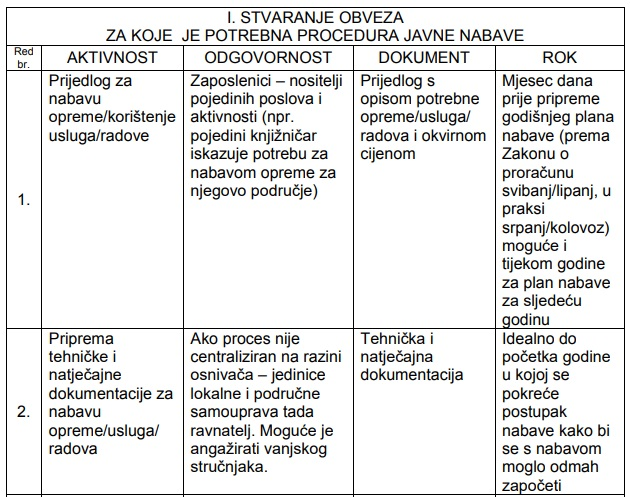 I. STVARANJE OBVEZA
ZA KOJE JE POTREBNA PROCEDURA JAVNE NABAVE
Red
br.
AKTIVNOST
ODGOVORNOST
DOKUMENT
ROK
1.
Prijedlog za
nabavu
opreme/korištenje
usluga/radove
Zaposlenici – nositelji
pojedinih poslova i
aktivnosti (npr.
pojedini knjižničar
iskazuje potrebu za
nabavom opreme za
njegovo područje)
Prijedlog s
opisom potrebne
opreme/usluga/
radova i okvirnom
cijenom
Mjesec dana
prije pripreme
godišnjeg plana
nabave (prema
Zakonu o
proračunu
svibanj/lipanj, u
praksi
srpanj/kolovoz)
moguće i
tijekom godine
za plan nabave
za sljedeću
godinu
2.
Priprema
tehničke i
natječajne
dokumentacije za
nabavu
opreme/usluga/
radova
Ako proces nije
centraliziran na razini
osnivača – jedinice
lokalne i područne
samouprava tada
ravnatelj. Moguće je
angažirati vanjskog
stručnjaka.
Tehnička i
natječajna
dokumentacija
Idealno do
početka godine
u kojoj se
pokreće
postupak
nabave kako bi
se s nabavom
moglo odmah
započeti